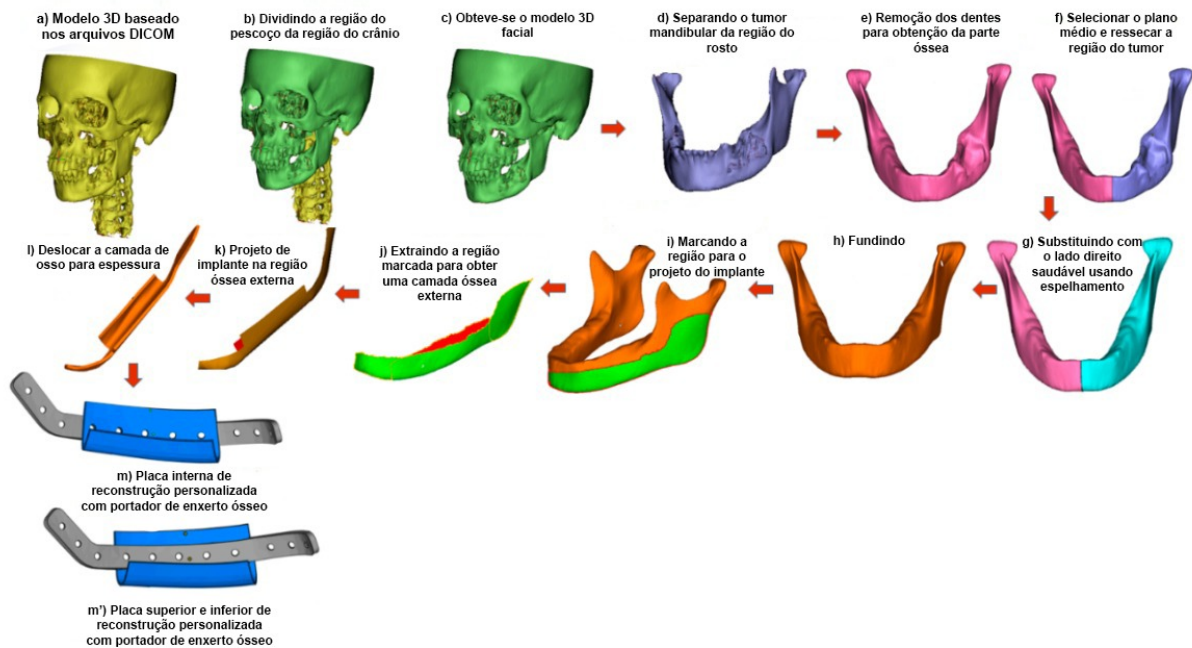 a) Modelo 3D baseado
nos arquivos DICOM
b) Dividindo a região do
pescoço da região do crânio
c) Obteve-se o modelo 3D
facial
d) Separando o tumor
mandibular da região do
rosto
e) Remoção dos dentes
para obtenção da parte
óssea
f) Selecionar o plano
médio e ressecar a
região do tumor
g) Substituindo com
o lado direito
saudável usando
espelhamento
h) Fundindo
i) Marcando a
região para o
projeto do implante
j) Extraindo a região
marcada para obter
uma camada óssea
externa
k) Projeto de
implante na região
óssea externa
l) Deslocar a camada de
osso para espessura
m) Placa interna de
reconstrução personalizada
com portador de enxerto ósseo
m') Placa superior e inferior de
reconstrução personalizada
com portador de enxerto ósseo